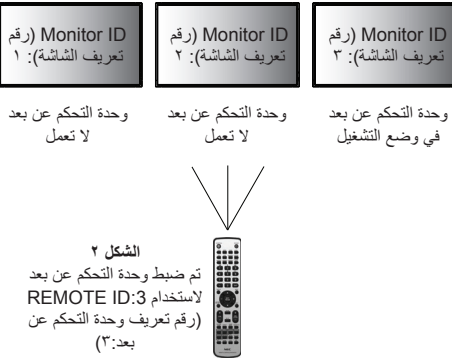 Monitor ID (رقم
تعريف الشاشة): ١
Monitor ID (رقم
تعريف الشاشة): ٢
Monitor ID (رقم
تعريف الشاشة): ٣
وحدة التحكم عن بعد
لا تعمل
وحدة التحكم عن بعد
لا تعمل
وحدة التحكم عن بعد
في وضع التشغيل
الشكل ٢
تم ضبط وحدة التحكم عن بعد
لاستخدام REMOTE ID:3
(رقم تعريف وحدة التحكم عن
بعد:٣)